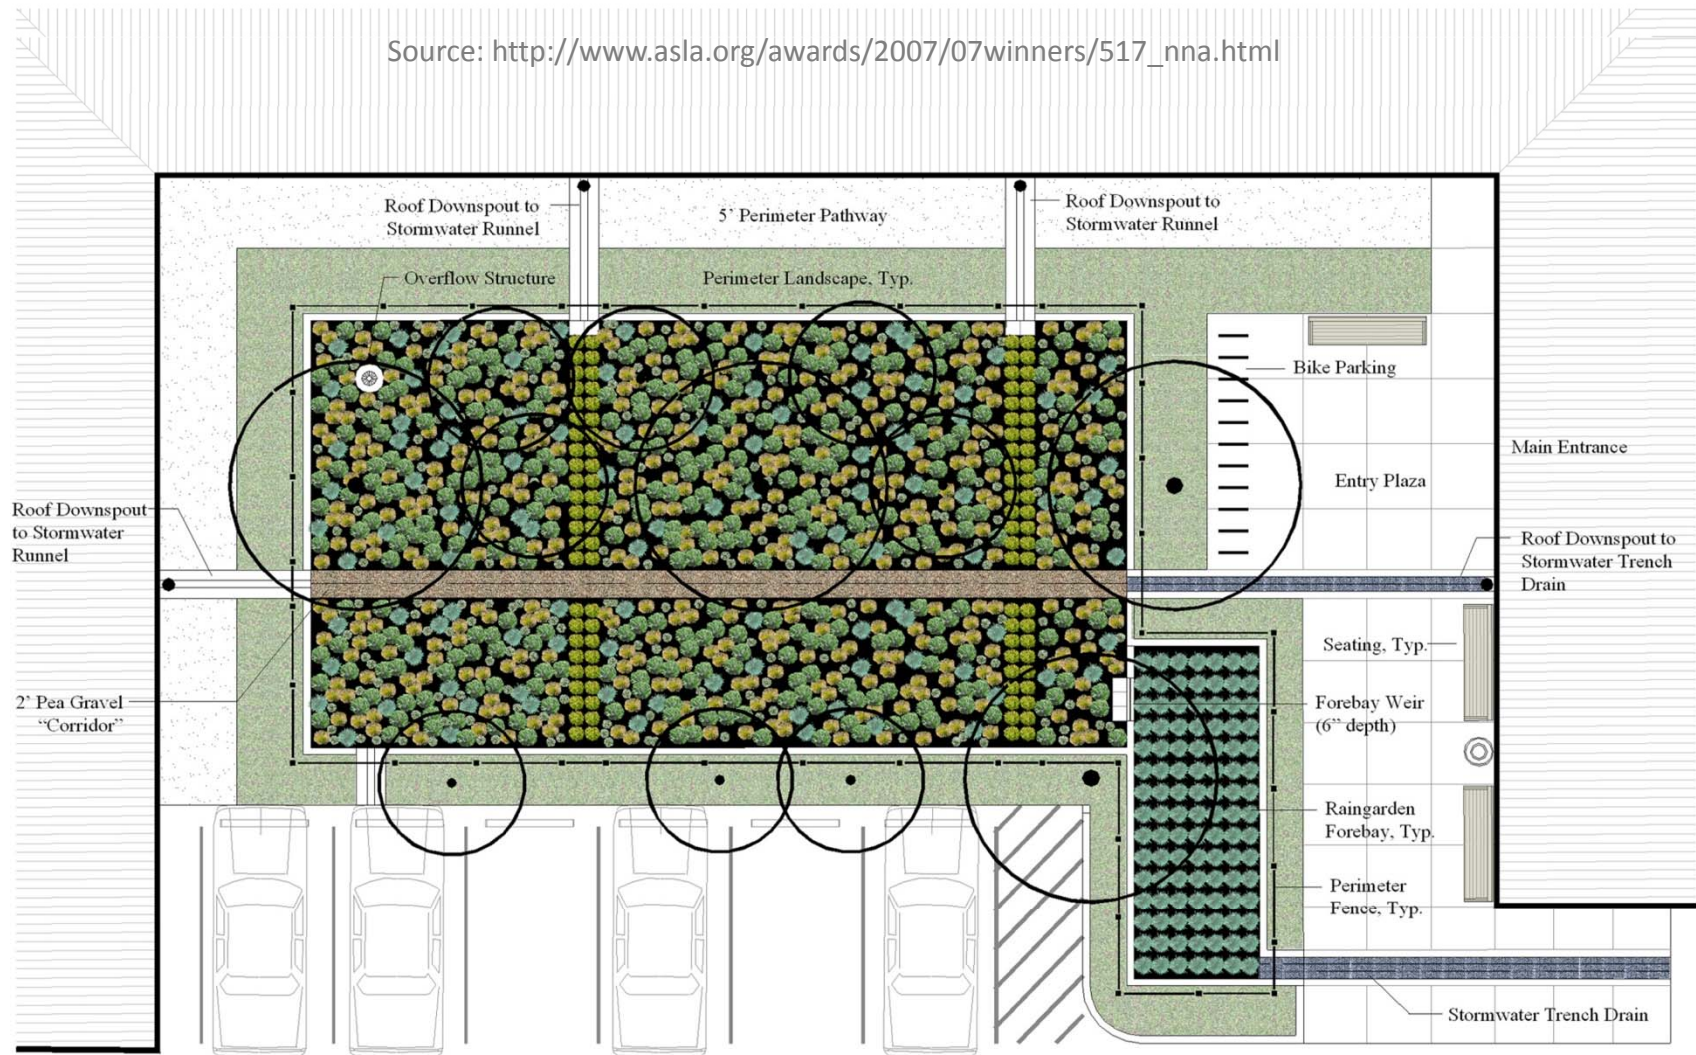 Source: http://www.asla.org/awards/2007/07winners/517_nna.html
Roof Downspout to
Stormwater Runnel
5’ Perimeter Pathway
Roof Downspout to
Stormwater Runnel
Overflow Structure
Perimeter Landscape, Typ.
Bike Parking
Main Entrance
Entry Plaza
Roof Downspout
to Stormwater
Runnel
Roof Downspout to
Stormwater Trench
Drain
Seating, Typ.
2’ Pea Gravel
“Corridor”
Forebay Weir
(6” depth)
Raingarden
Forebay, Typ.
Perimeter
Fence, Typ.
Stormwater Trench Drain